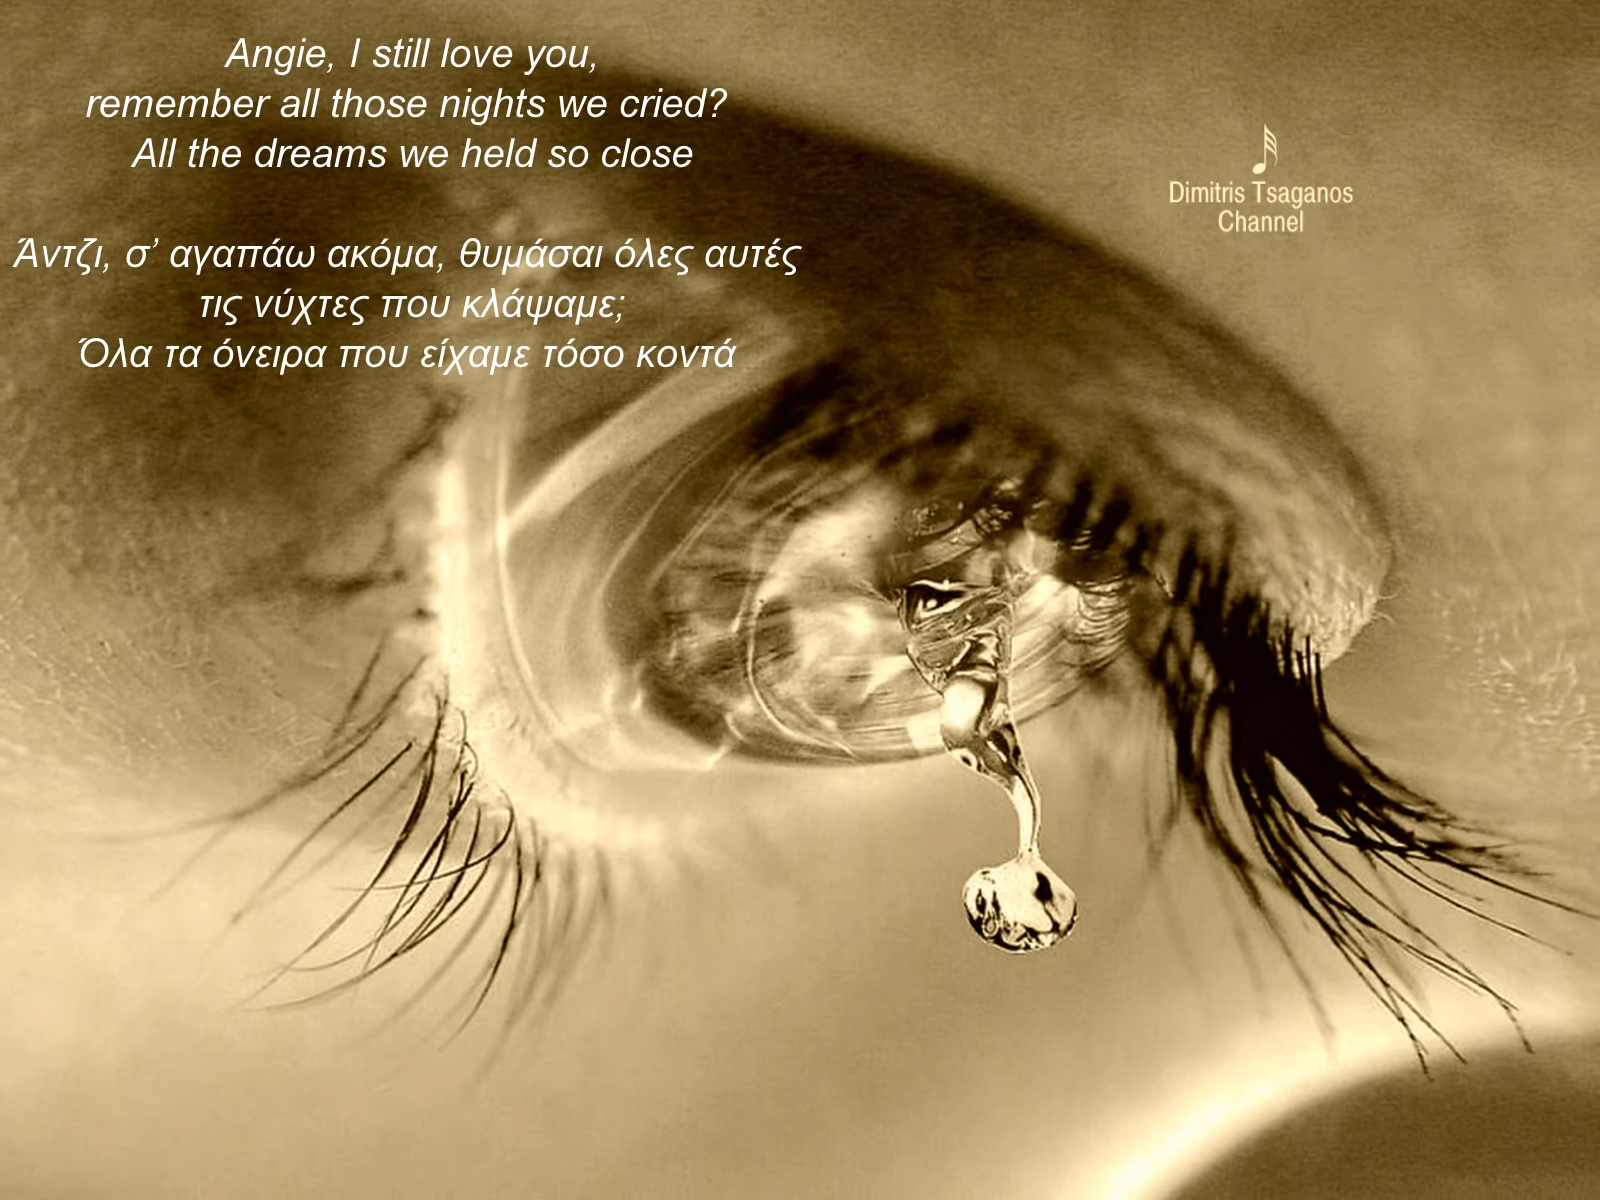 Angie, I still love you,
remember all those nights we cried?
All the dreams we held so close
Άντζι, σ’ αγαπάω ακόμα, θυμάσαι όλες αυτές
τις νύχτες που κλάψαμε;
Όλα τα όνειρα που είχαμε τόσο κοντά
Dimitris Tsaganos
Channel